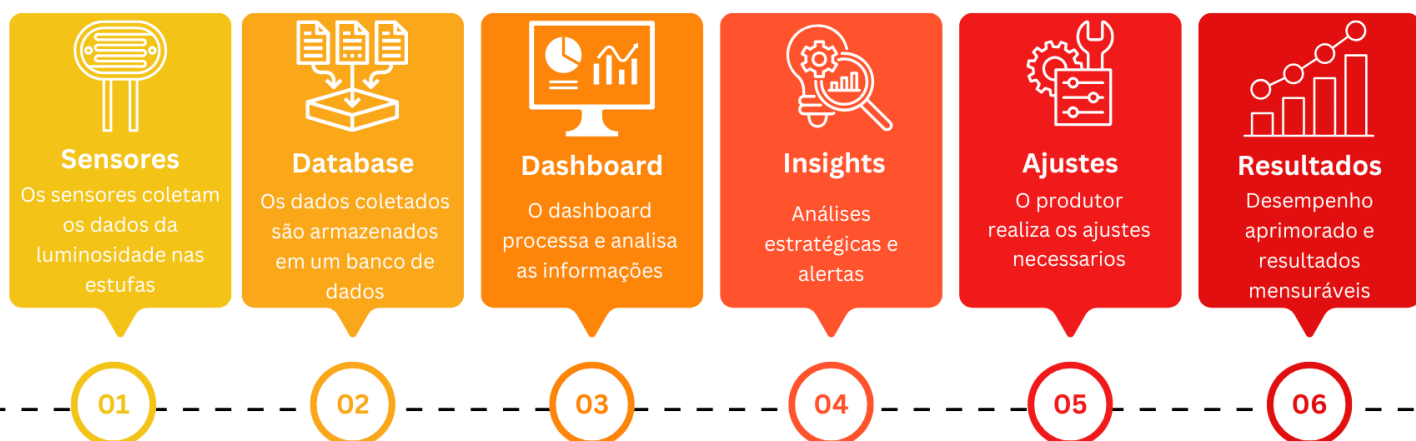 Sensores
Os sensores coletam
os dados da
luminosidade nas
estufas
01
Database
Os dados coletados
são armazenados
em um banco de
dados
02
Dashboard
O dashboard
processa e analisa
as informações
03
Insights
Análises
estratégicas e
alertas
04
Ajustes
O produtor
realiza os ajustes
necessarios
05
Resultados
Desempenho
aprimorado e
resultados
mensuráveis
06